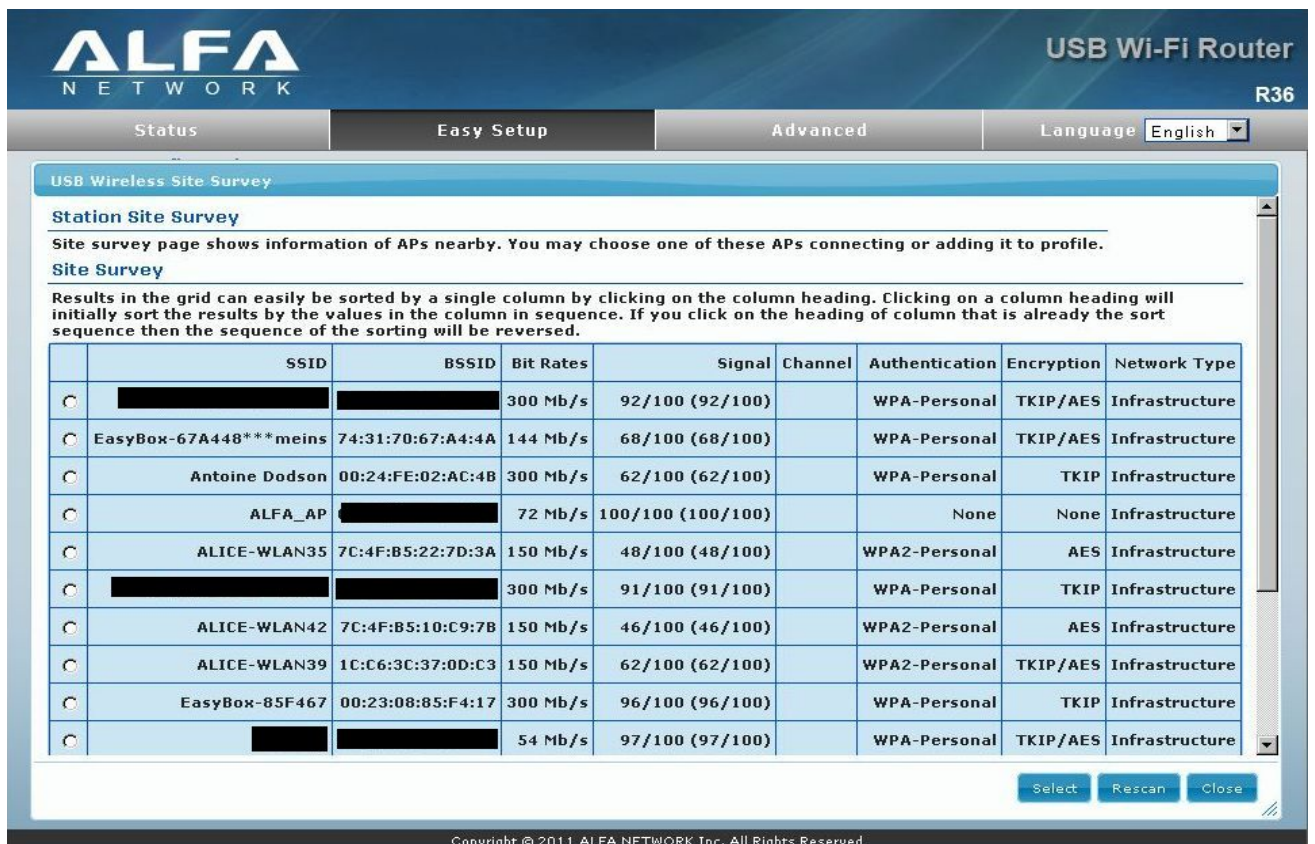 ALFA
NETWORK
USB Wi-Fi Router
R36
Status Easy Setup Advanced Language English
USB Wireless Site Survey
Station Site Survey
Site survey page shows information of APs nearby. You may choose one of these APs connecting or adding it to profile.
Site Survey
Results in the grid can easily be sorted by a single column by clicking on the column heading. Clicking on a column heading will
initially sort the results by the values in the column in sequence. If you click on the heading of column that is already the sort
sequence then the sequence of the sorting will be reversed.
SSID BSSID Bit Rates Signal Channel Authentication Encryption Network Type
300 Mb/s 92/100 (92/100) WPA-Personal TKIP/AES Infrastructure
EasyBox-67A448***meins 74:31:70:67:A4:4A 144 Mb/s 68/100 (68/100) WPA-Personal TKIP/AES Infrastructure
Antoine Dodson 00:24:FE:02:AC:4B 300 Mb/s 62/100 (62/100) WPA-Personal TKIP Infrastructure
ALFA_AP 72 Mb/s 100/100 (100/100) None None Infrastructure
ALICE-WLAN35 7C:4F:B5:22:7D:3A 150 Mb/s 48/100 (48/100) WPA2-Personal AES Infrastructure
300 Mb/s 91/100 (91/100) WPA-Personal TKIP Infrastructure
ALICE-WLAN42 7C:4F:B5:10:C9:7B 150 Mb/s 46/100 (46/100) WPA2-Personal AES Infrastructure
ALICE-WLAN39 1C:C6:3C:37:0D:C3 150 Mb/s 62/100 (62/100) WPA2-Personal TKIP/AES Infrastructure
EasyBox-85F467 00:23:08:85:F4:17 300 Mb/s 96/100 (96/100) WPA-Personal TKIP Infrastructure
54 Mb/s 97/100 (97/100) WPA-Personal TKIP/AES Infrastructure
Select Rescan Close
Copyright © 2011 ALFA NETWORK Inc. All Rights Reserved